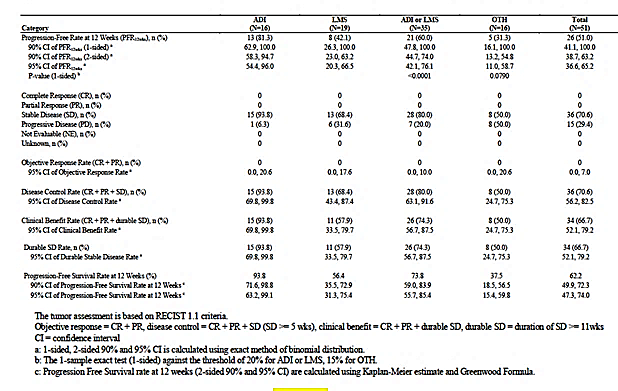 ADI LMS ADI or LMS OTH Total
Category (N=16) (N=19) (N=35) (N=16) (N=51)
Progression-Free Rate at 12 Weeks (PFR12wks), n (%) 13 (81.3) 8 (42.1) 21 (60.0) 5 (31.3) 26 (51.0)
90% CI of PFR12wks (1-sided) a 62.9, 100.0 26.3, 100.0 47.8, 100.0 16.1, 100.0 41.1, 100.0
90% CI of PFR12wks (2-sided) a 58.3, 94.7 23.0, 63.2 44.7, 74.0 13.2, 54.8 38.7, 63.2
95% CI of PFR12wks a 54.4, 96.0 20.3, 66.5 42.1, 76.1 11.0, 58.7 36.6, 65.2
P-value (1-sided) b <0.0001 0.0790
Complete Response (CR), n (%) 0 0 0 0 0
Partial Response (PR), n (%) 0 0 0 0 0
Stable Disease (SD), n (%) 15 (93.8) 13 (68.4) 28 (80.0) 8 (50.0) 36 (70.6)
Progressive Disease (PD), n (%) 1 (6.3) 6 (31.6) 7 (20.0) 8 (50.0) 15 (29.4)
Not Evaluable (NE), n (%) 0 0 0 0 0
Unknown, n (%) 0 0 0 0 0
Objective Response Rate (CR + PR), n (%) 0 0 0 0 0
95% CI of Objective Response Rate a 0.0, 20.6 0.0, 17.6 0.0, 10.0 0.0, 20.6 0.0, 7.0
Disease Control Rate (CR + PR + SD), n (%) 15 (93.8) 13 (68.4) 28 (80.0) 8 (50.0) 36 (70.6)
95% CI of Disease Control Rate a 69.8, 99.8 43.4, 87.4 63.1, 91.6 24.7, 75.3 56.2, 82.5
Clinical Benefit Rate (CR + PR + durable SD), n (%) 15 (93.8) 11 (57.9) 26 (74.3) 8 (50.0) 34 (66.7)
95% CI of Clinical Benefit Rate a 69.8, 99.8 33.5, 79.7 56.7, 87.5 24.7, 75.3 52.1, 79.2
Durable SD Rate, n (%) 15 (93.8) 11 (57.9) 26 (74.3) 8 (50.0) 34 (66.7)
95% CI of Durable Stable Disease Rate a 69.8, 99.8 33.5, 79.7 56.7, 87.5 24.7, 75.3 52.1, 79.2
Progression-Free Survival Rate at 12 Weeks (%) 93.8 56.4 73.8 37.5 62.2
90% CI of Progression-Free Survival Rate at 12 Weeks c 71.6, 98.8 35.5, 72.9 59.0, 83.9 18.5, 56.5 49.9, 72.3
95% CI of Progression-Free Survival Rate at 12 Weeks c 63.2, 99.1 31.3, 75.4 55.7, 85.4 15.4, 59.8 47.3, 74.0
The tumor assessment is based on RECIST 1.1 criteria.
Objective response = CR + PR, disease control = CR + PR + SD (SD >= 5 wks), clinical benefit = CR + PR + durable SD, durable SD = duration of SD >= 11wks
CI = confidence interval
a: 1-sided, 2-sided 90% and 95% CI is calculated using exact method of binomial distribution.
b: The 1-sample exact test (1-sided) against the threshold of 20% for ADI or LMS, 15% for OTH.
c: Progression Free Survival rate at 12 weeks (2-sided 90% and 95% CI) are calculated using Kaplan-Meier estimate and Greenwood Formula.